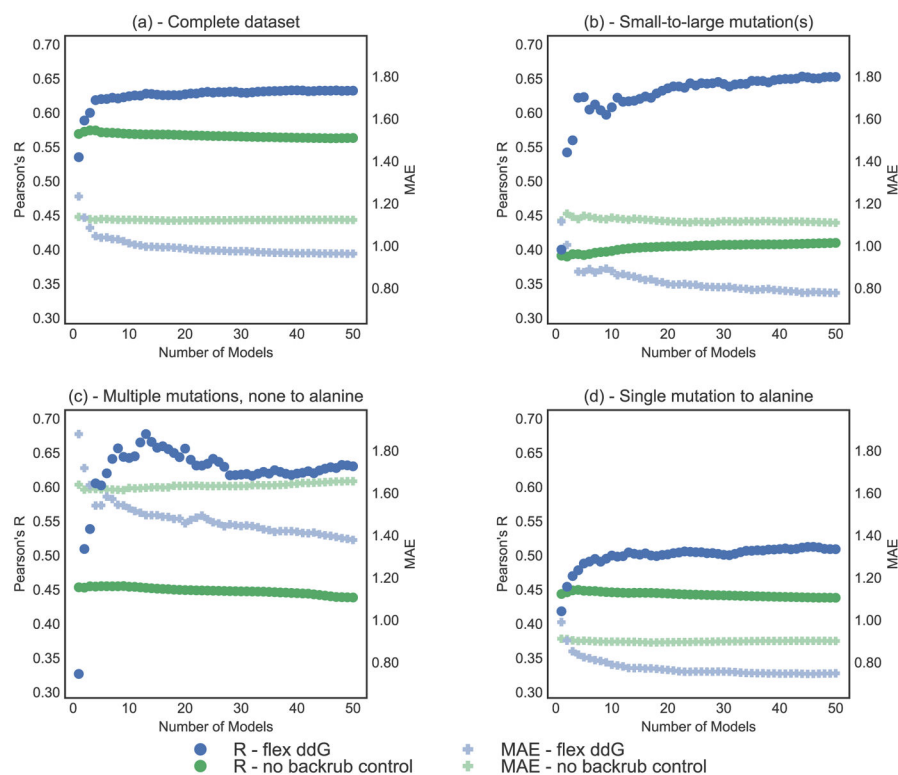 (a) - Complete dataset
0.70
0.65
0.60
0.55
0.50
0.45
0.40
0.35
0.30
Pearson's R
1.80
1.60
1.40
1.20
1.00
0.80
MAE
0 10 20 30 40 50
Number of Models
(b) - Small-to-large mutation(s)
0.70
0.65
0.60
0.55
0.50
0.45
0.40
0.35
0.30
Pearson's R
1.80
1.60
1.40
1.20
1.00
0.80
MAE
0 10 20 30 40 50
Number of Models
(c) - Multiple mutations, none to alanine
0.70
0.65
0.60
0.55
0.50
0.45
0.40
0.35
0.30
Pearson's R
1.80
1.60
1.40
1.20
1.00
0.80
MAE
0 10 20 30 40 50
Number of Models
(d) - Single mutation to alanine
0.70
0.65
0.60
0.55
0.50
0.45
0.40
0.35
0.30
Pearson's R
1.80
1.60
1.40
1.20
1.00
0.80
MAE
0 10 20 30 40 50
Number of Models
R - flex ddG
R - no backrub control
MAE - flex ddG
MAE - no backrub control